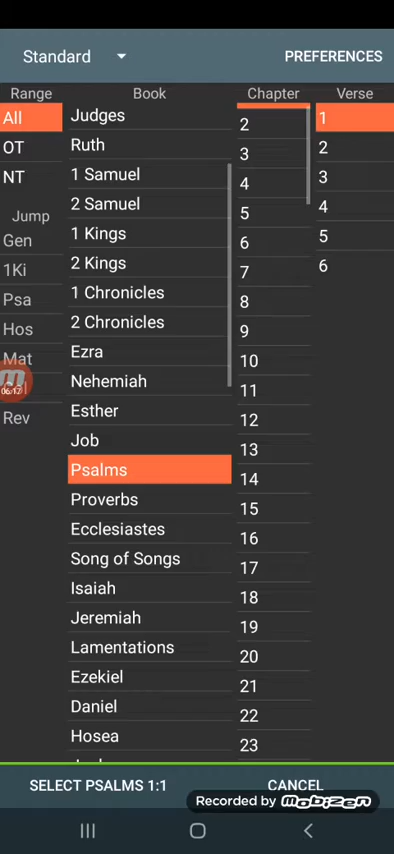 Standard
PREFERENCES
Range
Book
Chapter
Verse
All
OT
NT
Jump
Gen
1Ki
Psa
Hos
Mat
Rev
06:17
Judges
Ruth
1 Samuel
2 Samuel
1 Kings
2 Kings
1 Chronicles
2 Chronicles
Ezra
Nehemiah
Esther
Job
Psalms
Proverbs
Ecclesiastes
Song of Songs
Isaiah
Jeremiah
Lamentations
Ezekiel
Daniel
Hosea
2
3
4
5
6
7
8
9
10
11
12
13
14
15
16
17
18
19
20
21
22
23
1
2
3
4
5
6
SELECT PSALMS 1:1
CANCEL
Recorded by mobizen